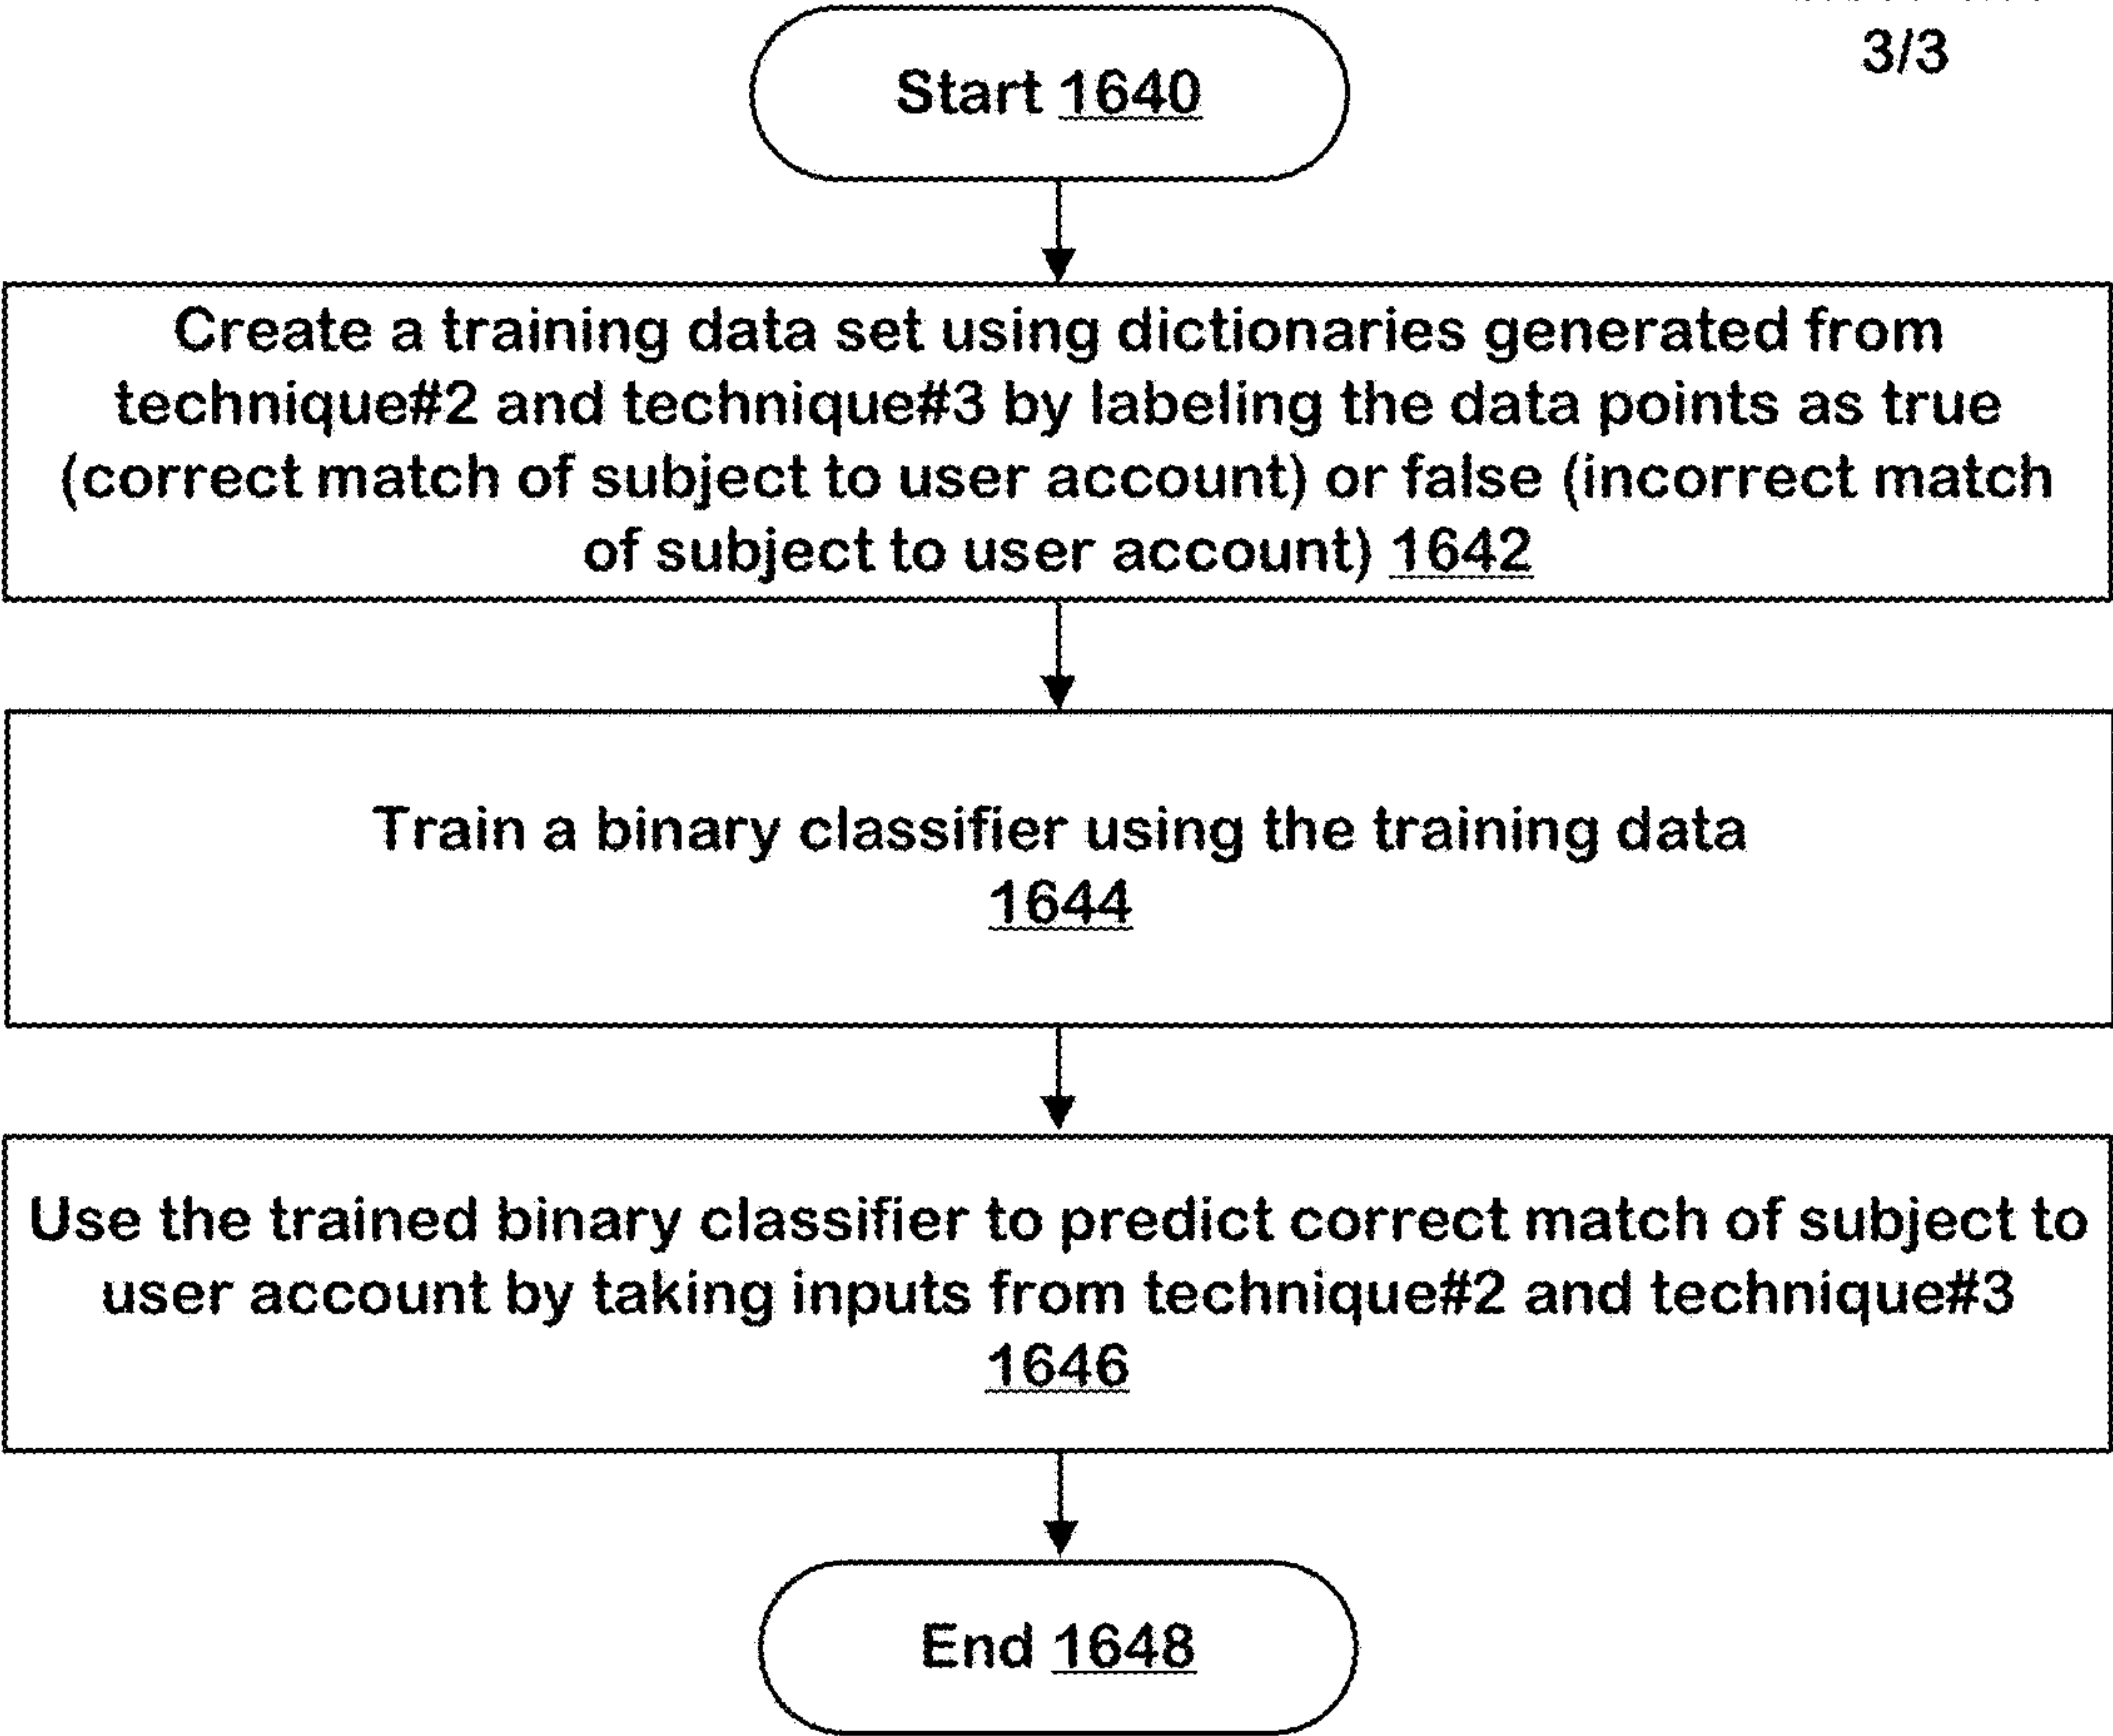 3/3
Start 1640
Create a training data set using dictionaries generated from
technique#2 and technique#3 by labeling the data points as true
(correct match of subject to user account) or false (incorrect match
of subject to user account) 1642
Train a binary classifier using the training data
1644
Use the trained binary classifier to predict correct match of subject to
user account by taking inputs from technique#2 and technique#3
1646
End 1648